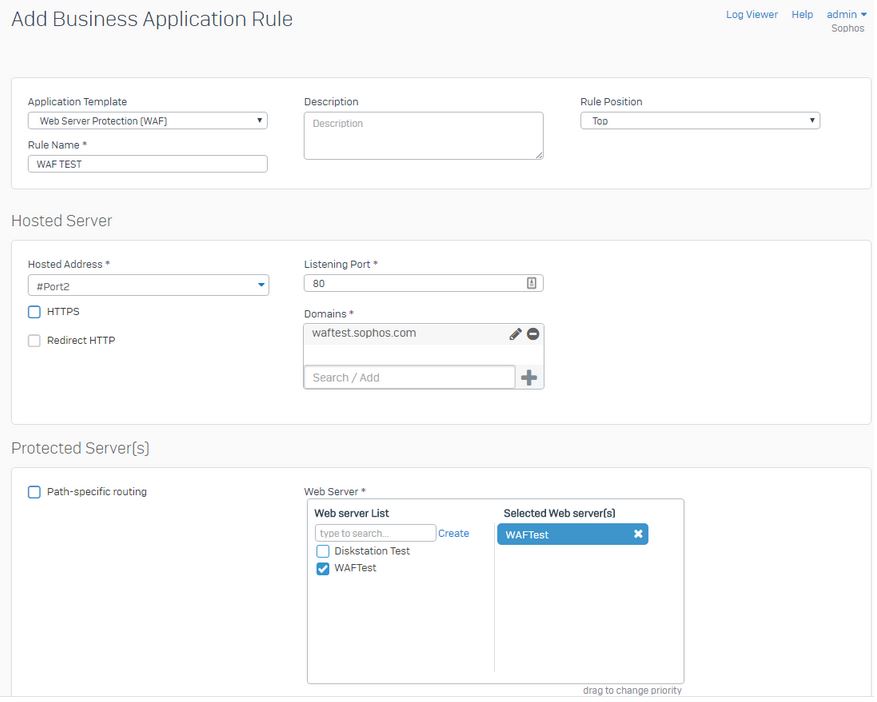 Add Business Application Rule
Log Viewer Help admin
Sophos
Application Template
Web Server Protection (WAF)
Rule Name *
WAF TEST
Description
Description
Rule Position
Top
Hosted Server
Hosted Address *
#Port2
HTTPS
Redirect HTTP
Listening Port *
80
Domains *
waftest.sophos.com
Search / Add
Protected Server(s)
Path-specific routing
Web Server *
Web server List
type to search...
Create
Diskstation Test
WAFTest
Selected Web server(s)
WAFTest
drag to change priority